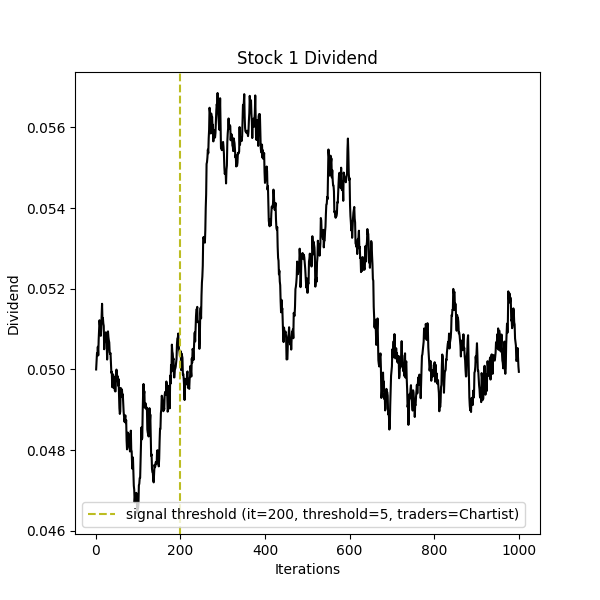 Stock 1 Dividend
Dividend
0.056
0.054
0.052
0.050
0.048
0.046
signal threshold (it=200, threshold=5, traders=Chartist)
0 200 400 600 800 1000
Iterations